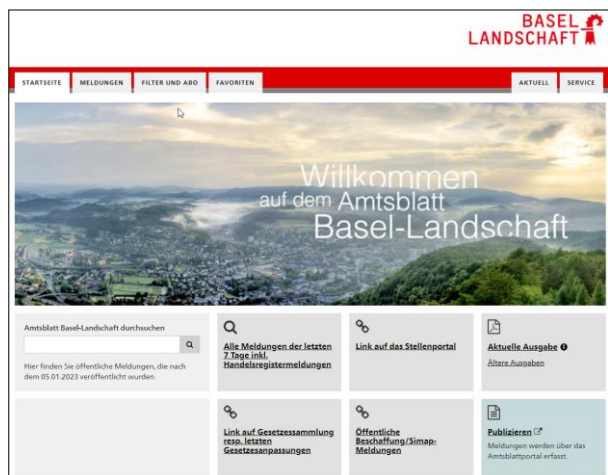 BASEL
LANDSCHAFT
STARTSEITE
MELDUNGEN
FILTER UND ABO
FAVORITEN
AKTUELL
SERVICE
Willkommen
auf dem Amtsblatt
Basel-Landschaft
Amtsblatt Basel-Landschaft durchsuchen
Hier finden Sie öffentliche Meldungen, die nach
dem 05.01.2023 veröffentlicht wurden.
Alle Meldungen der letzten
7 Tage inkl.
Handelsregistermeldungen
Link auf das Stellenportal
Aktuelle Ausgabe
Ältere Ausgaben
Link auf Gesetzessammlung
resp. letzten
Gesetzesanpassungen
Öffentliche
Beschaffung/Simap-
Meldungen
Publizieren
Meldungen werden über das
Amtsblattportal erfasst.